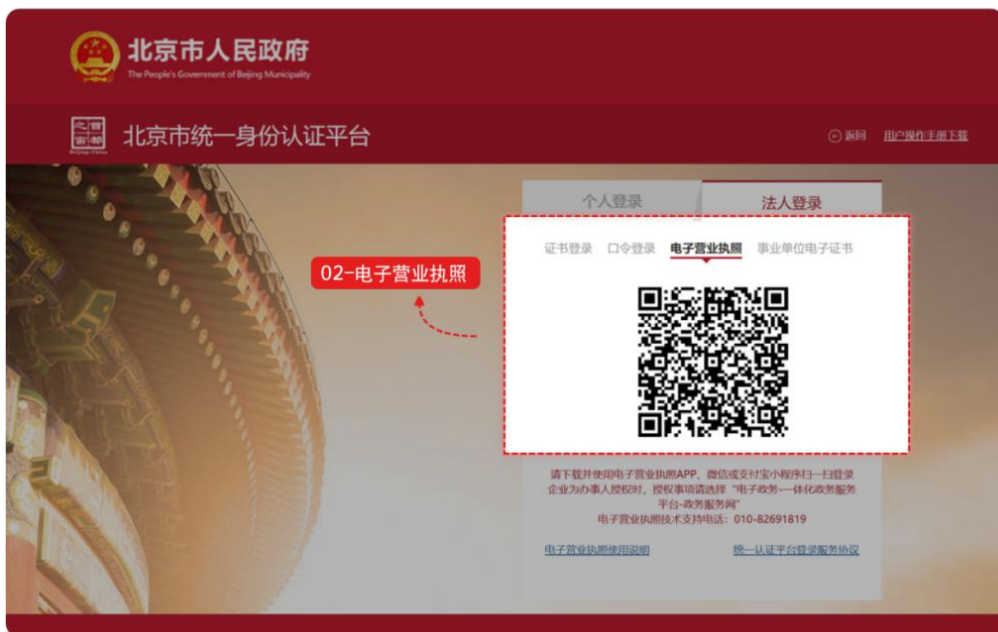 北京市人民政府
The People's Government of Beijing Municipality
首都之窗
Beijing-China
北京市统一身份认证平台
返回 用户操作手册下载
个人登录 法人登录
证书登录 口令登录 电子营业执照 事业单位电子证书
02-电子营业执照
请下载并使用电子营业执照APP、微信或支付宝小程序扫一扫登录
企业为办事人授权时，授权事项请选择“电子政务-一体化政务服务
平台-政务服务网”
电子营业执照技术支持电话：010-82691819
电子营业执照使用说明 统一认证平台登录服务协议